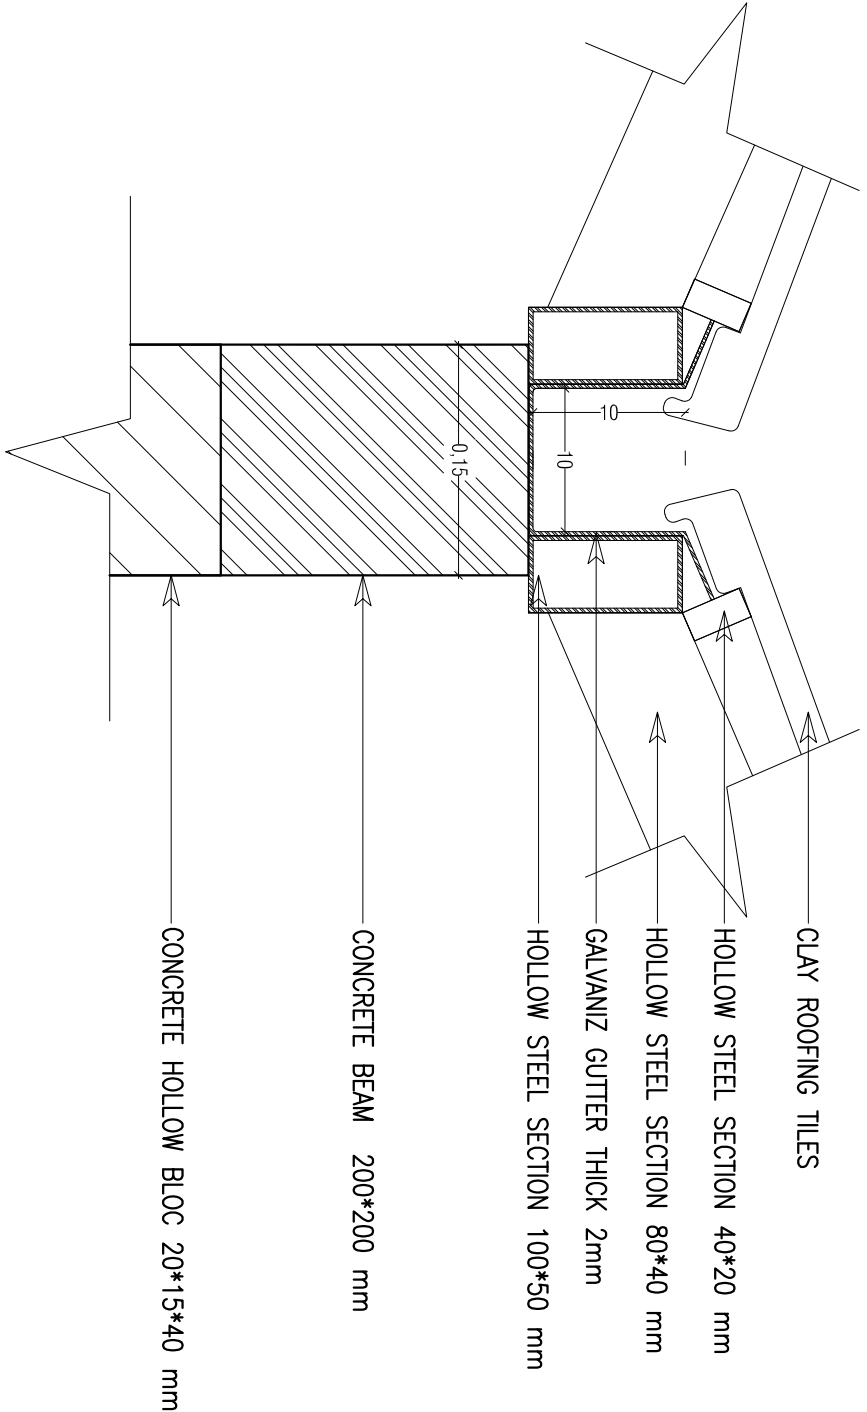 CLAY ROOFING TILES
HOLLOW STEEL SECTION 40*20 mm
HOLLOW STEEL SECTION 80*40 mm
GALVANIZ GUTTER THICK 2mm
HOLLOW STEEL SECTION 100*50 mm
CONCRETE BEAM 200*200 mm
CONCRETE HOLLOW BLOC 20*15*40 mm
10
10
0,15